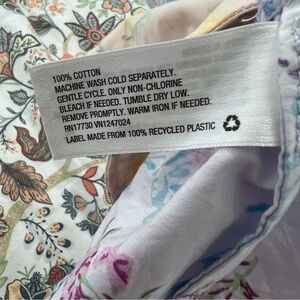 100% COTTON
MACHINE WASH COLD SEPARATELY.
GENTLE CYCLE. ONLY NON-CHLORINE
BLEACH IF NEEDED. TUMBLE DRY LOW.
REMOVE PROMPTLY. WARM IRON IF NEEDED.
RN17730 VN1247024
LABEL MADE FROM 100% RECYCLED PLASTIC